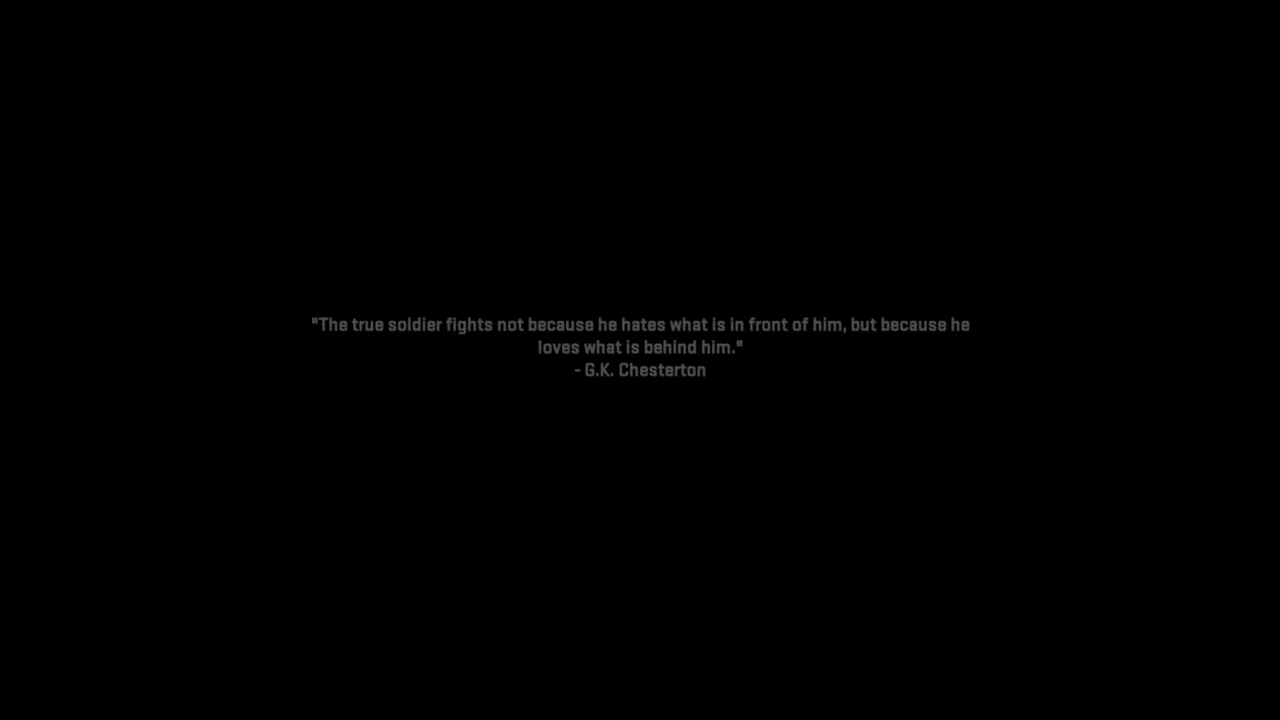 "The true soldier fights not because he hates what is in front of him, but because he
loves what is behind him."
- G.K. Chesterton